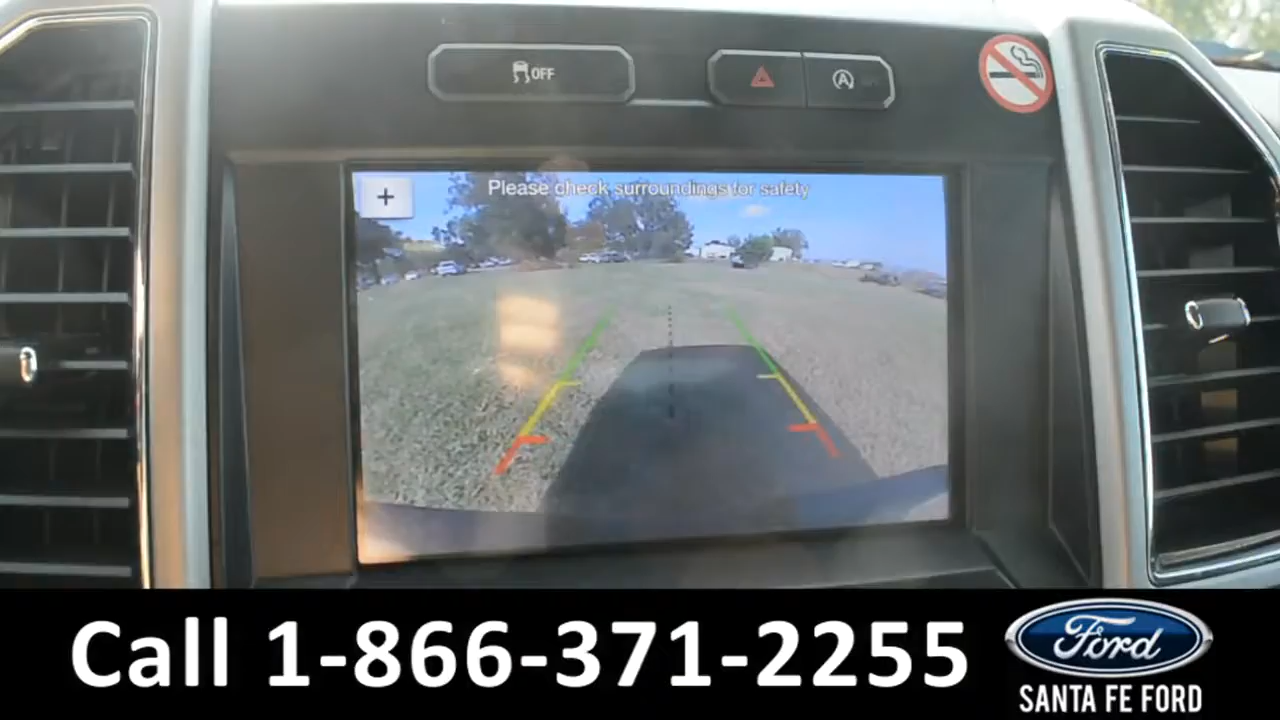 OFF
A
Please check surroundings for safety
+
Call 1-866-371-2255
Ford
SANTA FE FORD